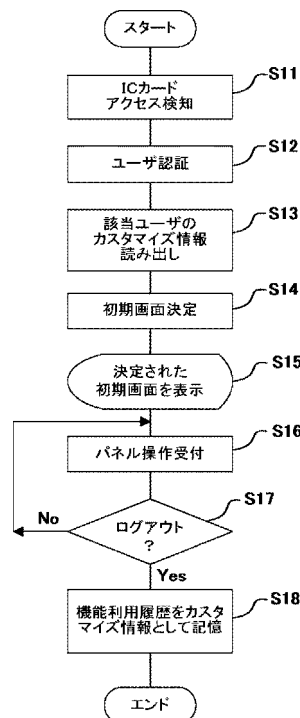 スタート
S11
ICカード
アクセス検知
S12
ユーザ認証
S13
該当ユーザの
カスタマイズ情報
読み出し
S14
初期画面決定
S15
決定された
初期画面を表示
S16
パネル操作受付
S17
ログアウト
?
No
Yes
S18
機能利用履歴をカスタ
マイズ情報として記憶
エンド